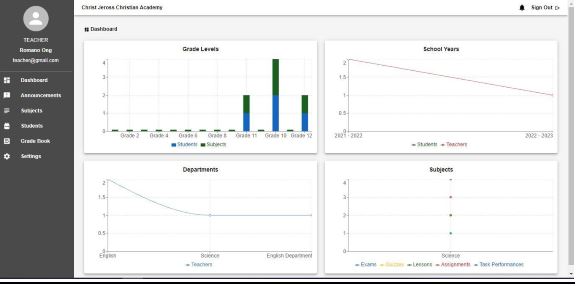 Christ Jeross Christian Academy
Sign Out
TEACHER
Romano Ong
teacher@gmail.com
Dashboard
Announcements
Subjects
Students
Grade Book
Settings
Dashboard
Grade Levels
4
3
2
1
0
Grade 2 Grade 4 Grade 6 Grade 8 Grade 11 Grade 10 Grade 12
Students Subjects
School Years
2
1.5
1
0.5
0
2021 - 2022 2022 - 2023
Students Teachers
Departments
2
1.5
1
0.5
0
English Science English Department
Teachers
Subjects
4
3
2
1
0
Science
Exams Quizzes Lessons Assignments Task Performances